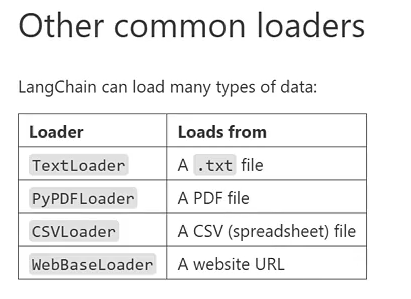 Other common loaders
LangChain can load many types of data:
Loader Loads from
TextLoader A .txt file
PyPDFLoader A PDF file
CSVLoader A CSV (spreadsheet) file
WebBaseLoader A website URL